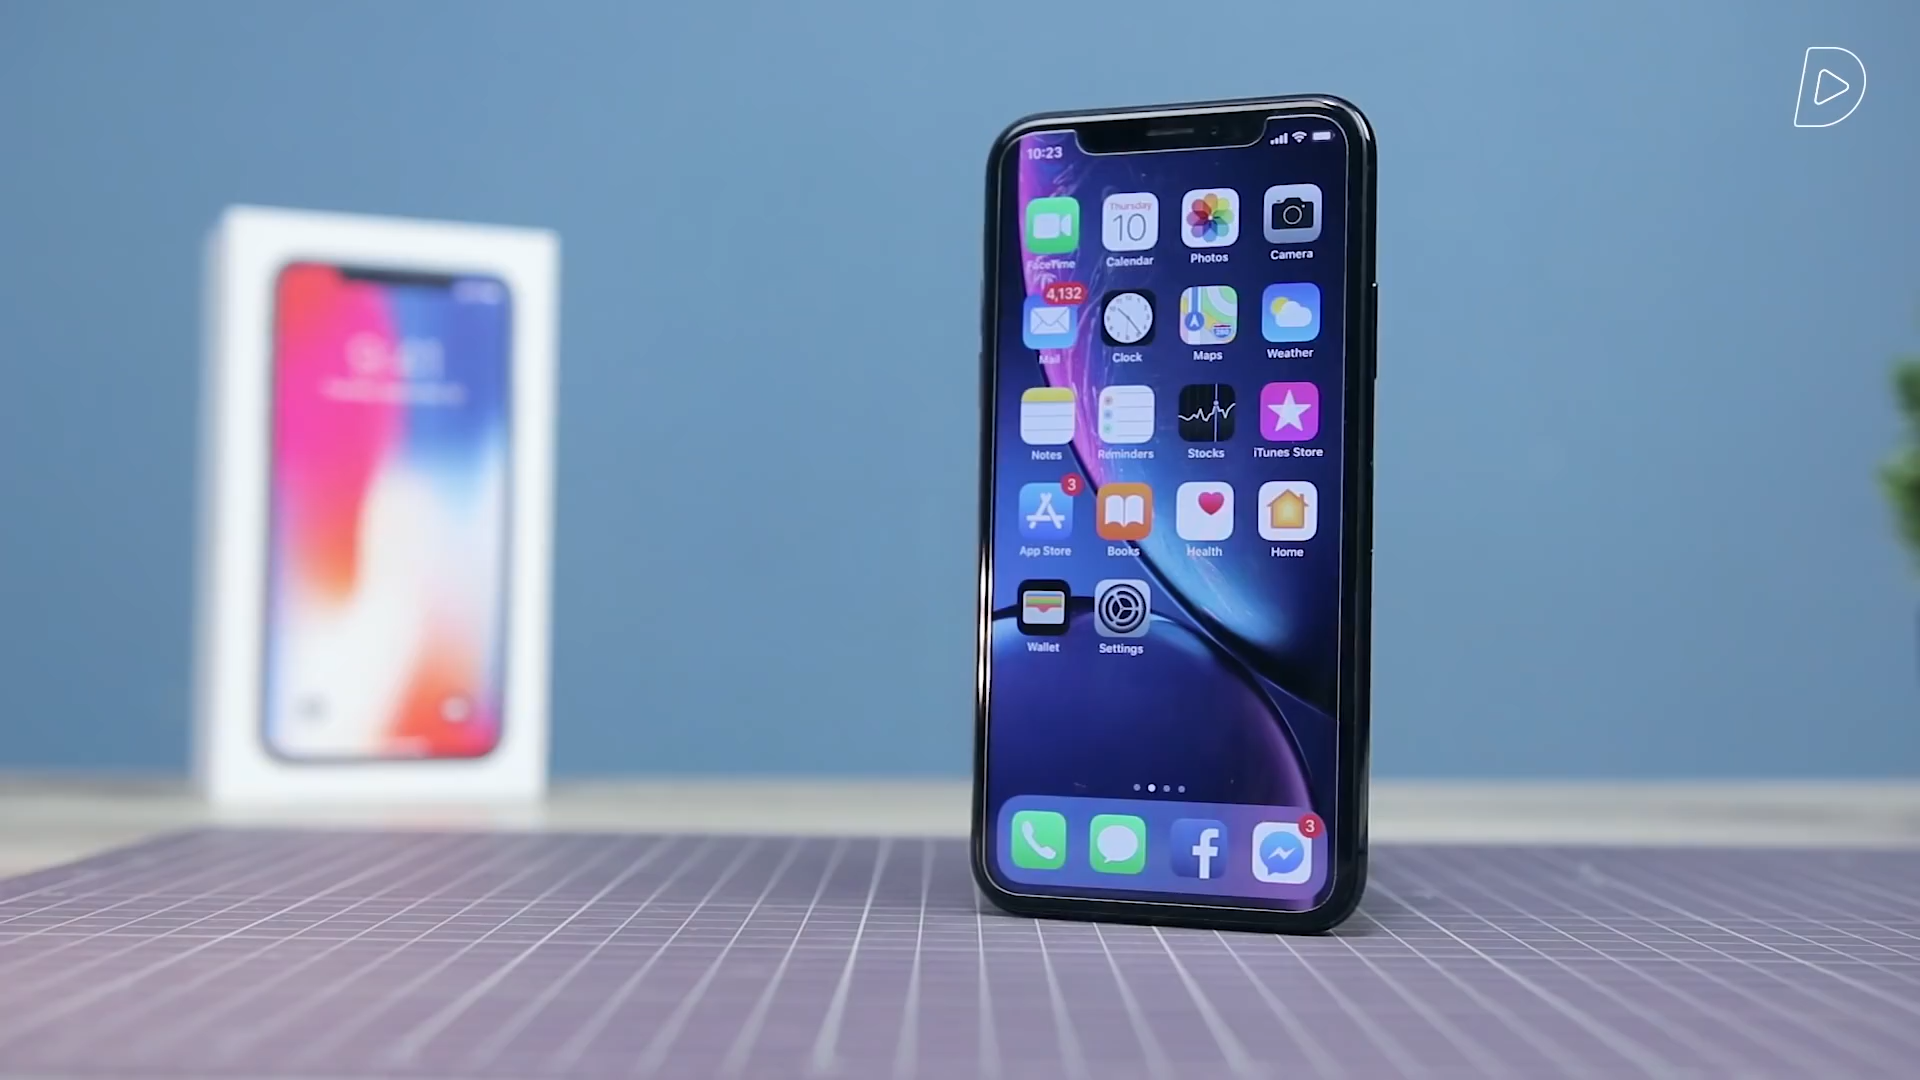 10:23
FaceTime
Thursday
10
Calendar
Photos
Camera
4,132
Mail
Clock
Maps
Weather
Notes
Reminders
Stocks
iTunes Store
3
App Store
Books
Health
Home
Wallet
Settings
3